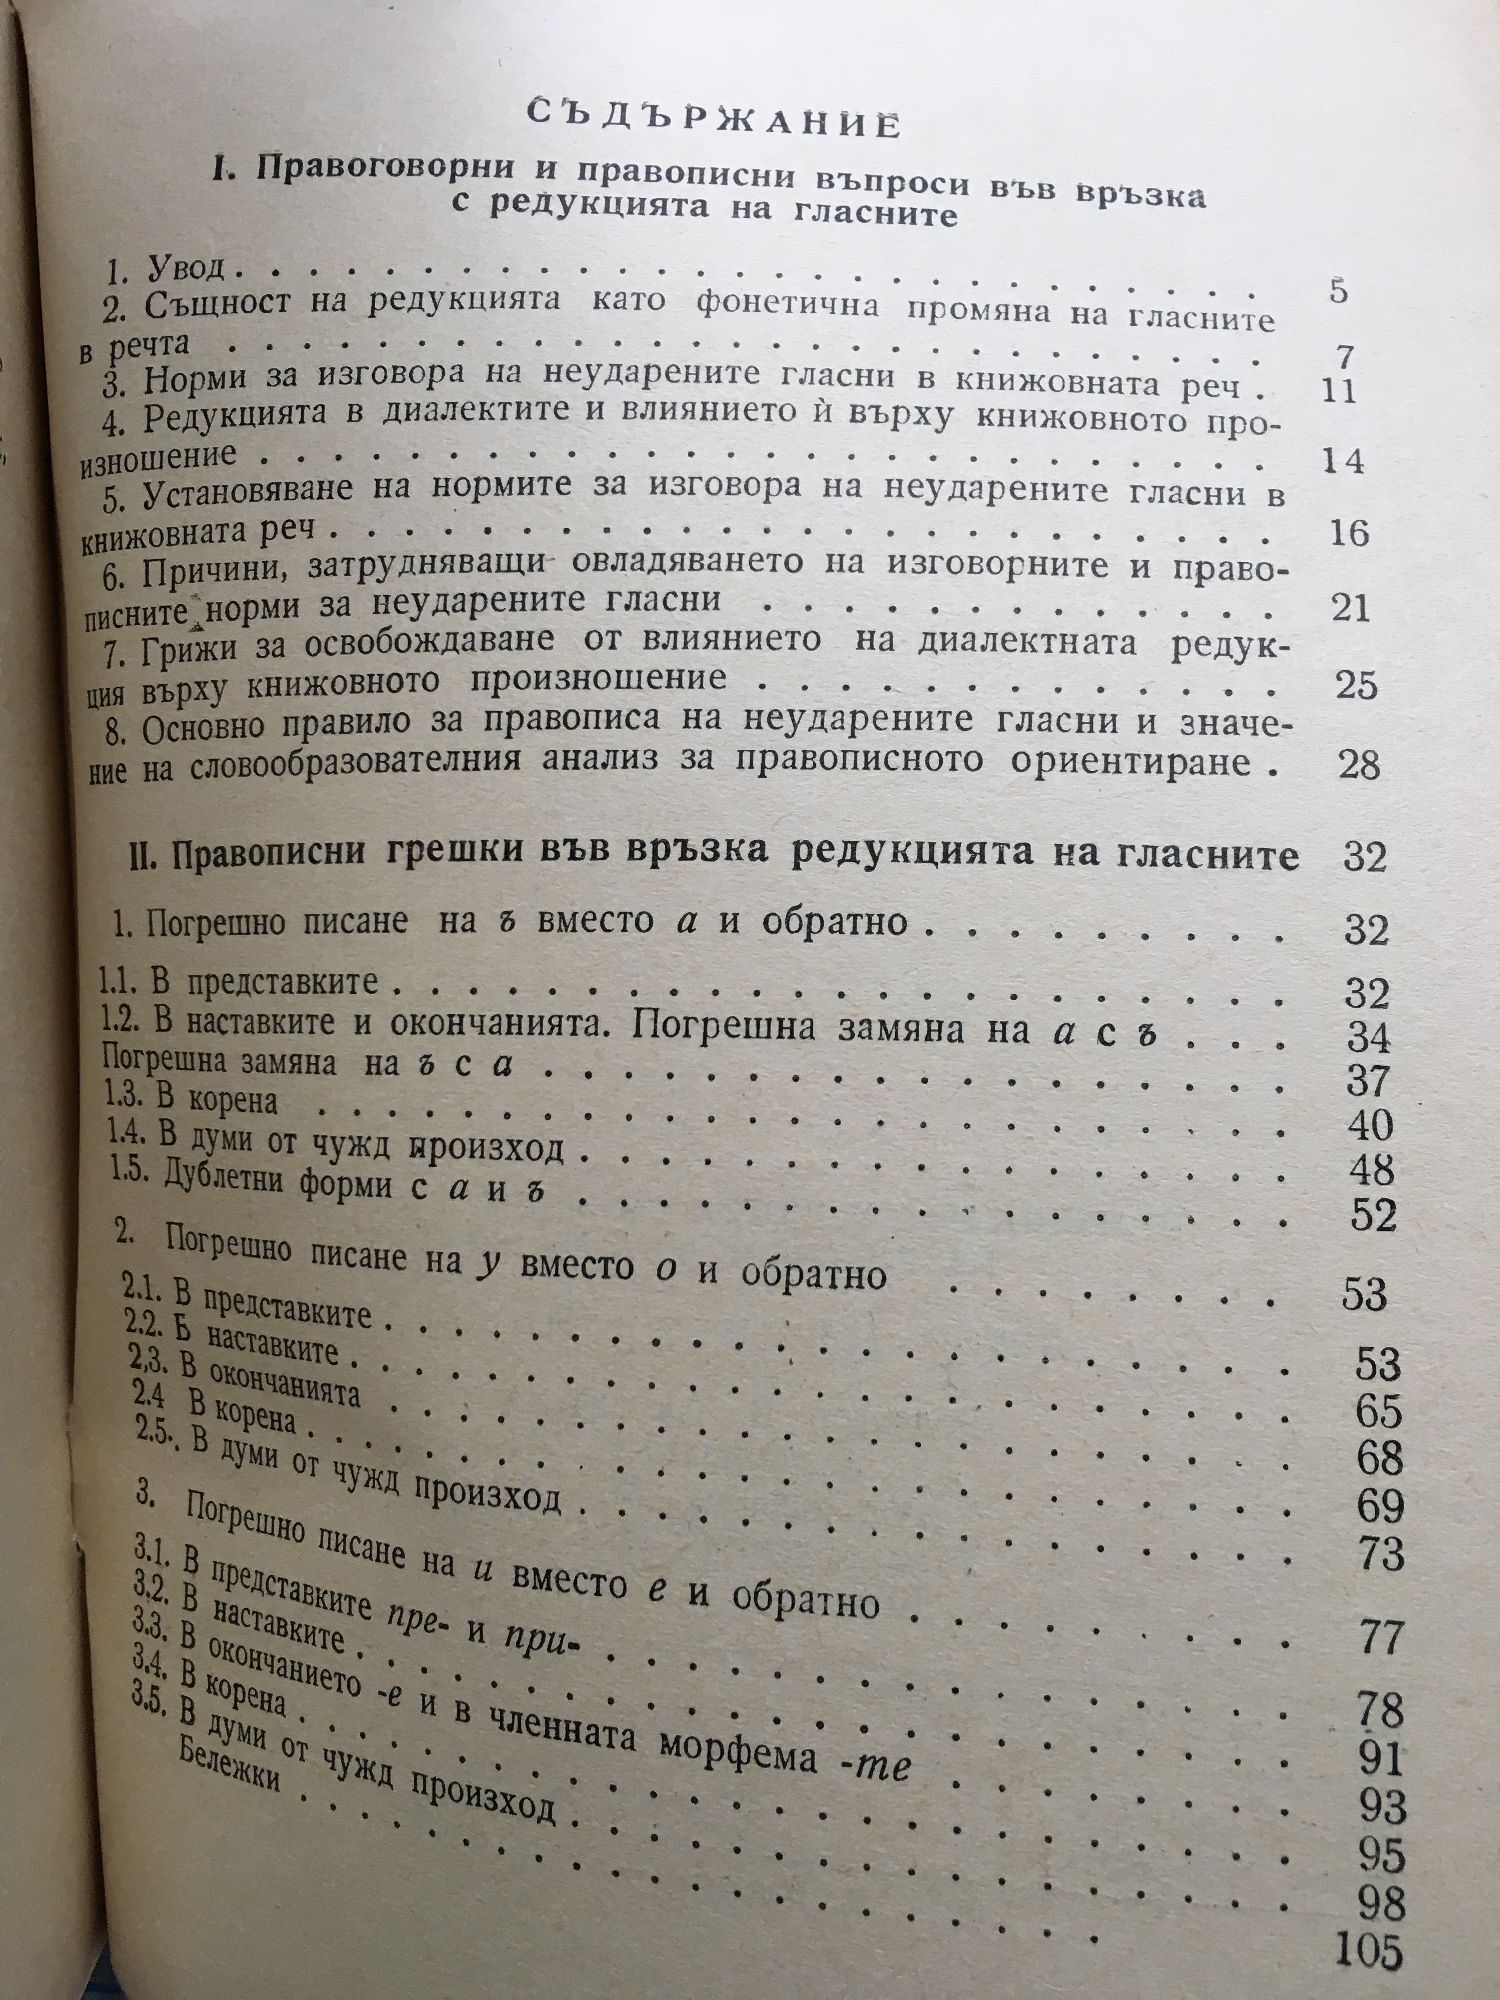 СЪДЪРЖАНИЕ
I. Правоговорни и правописни въпроси във връзка
с редукцията на гласните
1. Увод . . . . . . . . . . . . . . . . . . . . 5
2. Същност на редукцията като фонетична промяна на гласните
в речта . . . . . . . . . . . . . . . . . . . . 7
3. Норми за изговора на неударените гласни в книжовната реч . 11
4. Редукцията в диалектите и влиянието ѝ върху книжовното про-
изношение . . . . . . . . . . . . . . . . . . . . 14
5. Установяване на нормите за изговора на неударените гласни в
книжовната реч . . . . . . . . . . . . . . . . . . . . 16
6. Причини, затрудняващи овладяването на изговорните и право-
писните норми за неударените гласни . . . . . . . . . . . . . 21
7. Грижи за освобождаване от влиянието на диалектната редук-
ция върху книжовното произношение . . . . . . . . . . . . . 25
8. Основно правило за правописа на неударените гласни и значе-
ние на словообразователния анализ за правописното ориентиране . 28
II. Правописни грешки във връзка редукцията на гласните 32
1. Погрешно писане на ъ вместо а и обратно . . . . . . . . . 32
1.1. В представките . . . . . . . . . . . . . . . . . . . . 32
1.2. В наставките и окончанията. Погрешна замяна на а с ъ . . . 34
Погрешна замяна на ъ с а . . . . . . . . . . . . . . . . . 37
1.3. В корена . . . . . . . . . . . . . . . . . . . . 40
1.4. В думи от чужд произход . . . . . . . . . . . . . . . . 48
1.5. Дублетни форми с а и ъ . . . . . . . . . . . . . . . . 52
2. Погрешно писане на у вместо о и обратно . . . . . . . . 53
2.1. В представките . . . . . . . . . . . . . . . . . . . . 53
2.2. Б наставките . . . . . . . . . . . . . . . . . . . . 65
2,3. В окончанията . . . . . . . . . . . . . . . . . . . . 68
2.4 В корена . . . . . . . . . . . . . . . . . . . . 69
2.5. В думи от чужд произход . . . . . . . . . . . . . . . . 73
3. Погрешно писане на и вместо е и обратно . . . . . . . . . 77
3.1. В представките пре- и при- . . . . . . . . . . . . . . . 78
3.2. В наставките . . . . . . . . . . . . . . . . . . . . 91
3.3. В окончанието -е и в членната морфема -те . . . . . . . . 93
3.4. В корена . . . . . . . . . . . . . . . . . . . . 95
3.5. В думи от чужд произход . . . . . . . . . . . . . . . . 98
Бележки . . . . . . . . . . . . . . . . . . . . 105